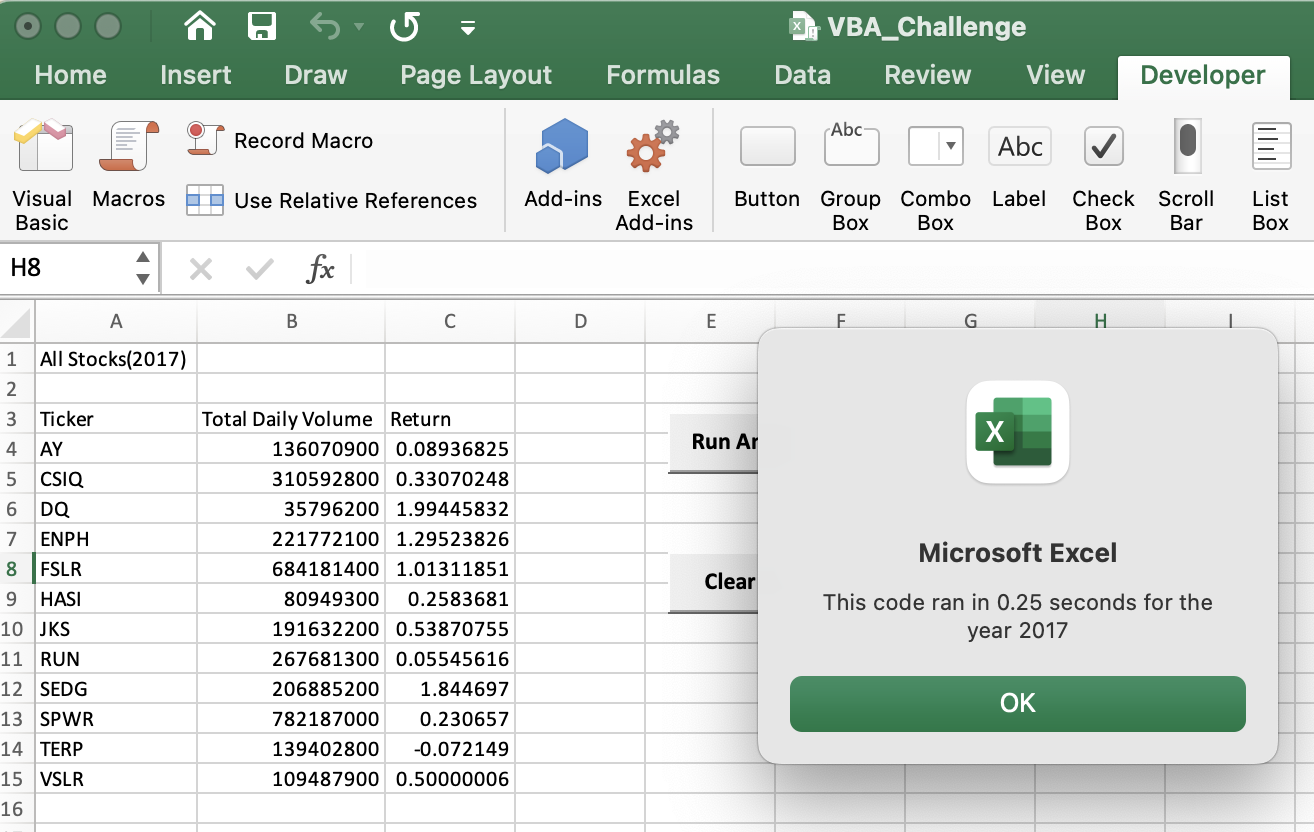 VBA_Challenge
Home Insert Draw Page Layout Formulas Data Review View Developer
Visual Basic Macros Record Macro Use Relative References Add-ins Excel Add-ins Button Group Box Combo Box Label Check Box Scroll Bar List Box
Abc Abc
H8 fx
A B C D E F G H I
1 All Stocks(2017)
2
3 Ticker Total Daily Volume Return
4 AY 136070900 0.08936825
5 CSIQ 310592800 0.33070248
6 DQ 35796200 1.99445832
7 ENPH 221772100 1.29523826
8 FSLR 684181400 1.01311851
9 HASI 80949300 0.2583681
10 JKS 191632200 0.53870755
11 RUN 267681300 0.05545616
12 SEDG 206885200 1.844697
13 SPWR 782187000 0.230657
14 TERP 139402800 -0.072149
15 VSLR 109487900 0.50000006
16
Run
Clear
X
Microsoft Excel
This code ran in 0.25 seconds for the
year 2017
OK